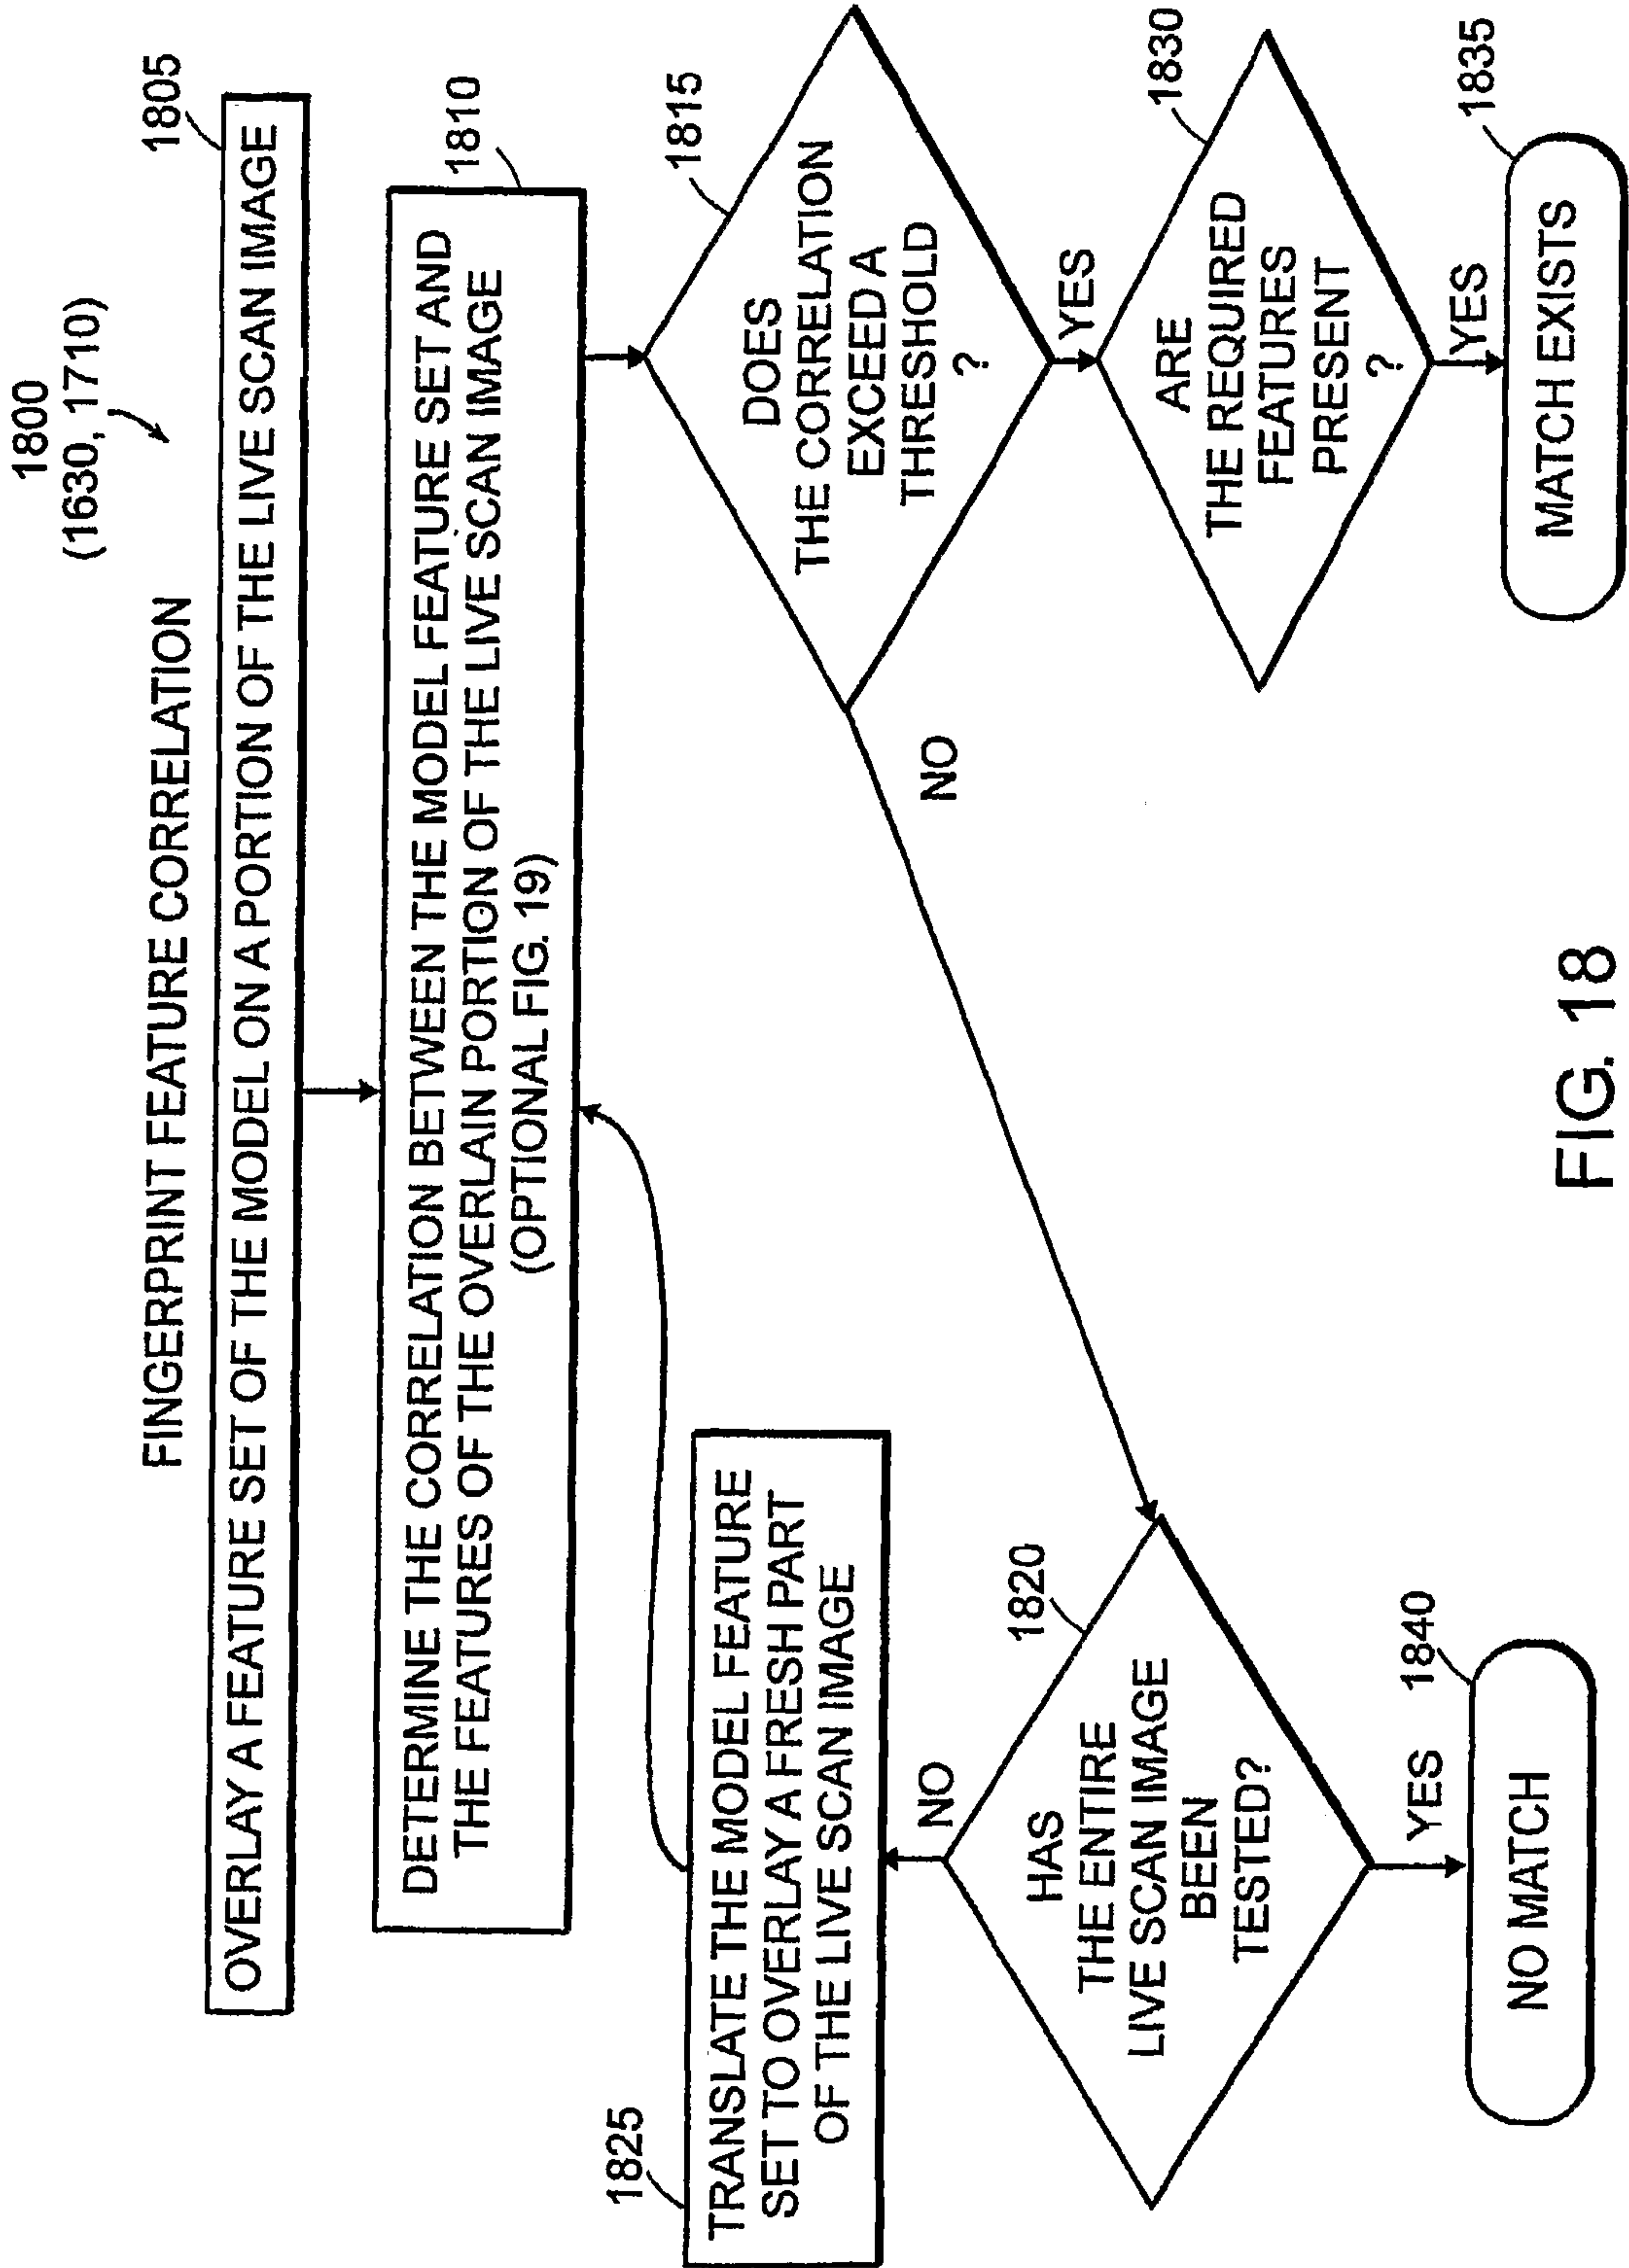 1800
(1630, 1710)
FINGERPRINT FEATURE CORRELATION
1805
OVERLAY A FEATURE SET OF THE MODEL ON A PORTION OF THE LIVE SCAN IMAGE
1810
DETERMINE THE CORRELATION BETWEEN THE MODEL FEATURE SET AND
THE FEATURES OF THE OVERLAIN PORTION OF THE LIVE SCAN IMAGE
(OPTIONAL FIG. 19)
1815
DOES
THE CORRELATION
EXCEED A
THRESHOLD
?
YES
NO
1830
ARE
THE REQUIRED
FEATURES
PRESENT
?
YES
1835
MATCH EXISTS
1825
TRANSLATE THE MODEL FEATURE
SET TO OVERLAY A FRESH PART
OF THE LIVE SCAN IMAGE
NO
1820
HAS
THE ENTIRE
LIVE SCAN IMAGE
BEEN
TESTED?
YES
1840
NO MATCH
FIG. 18